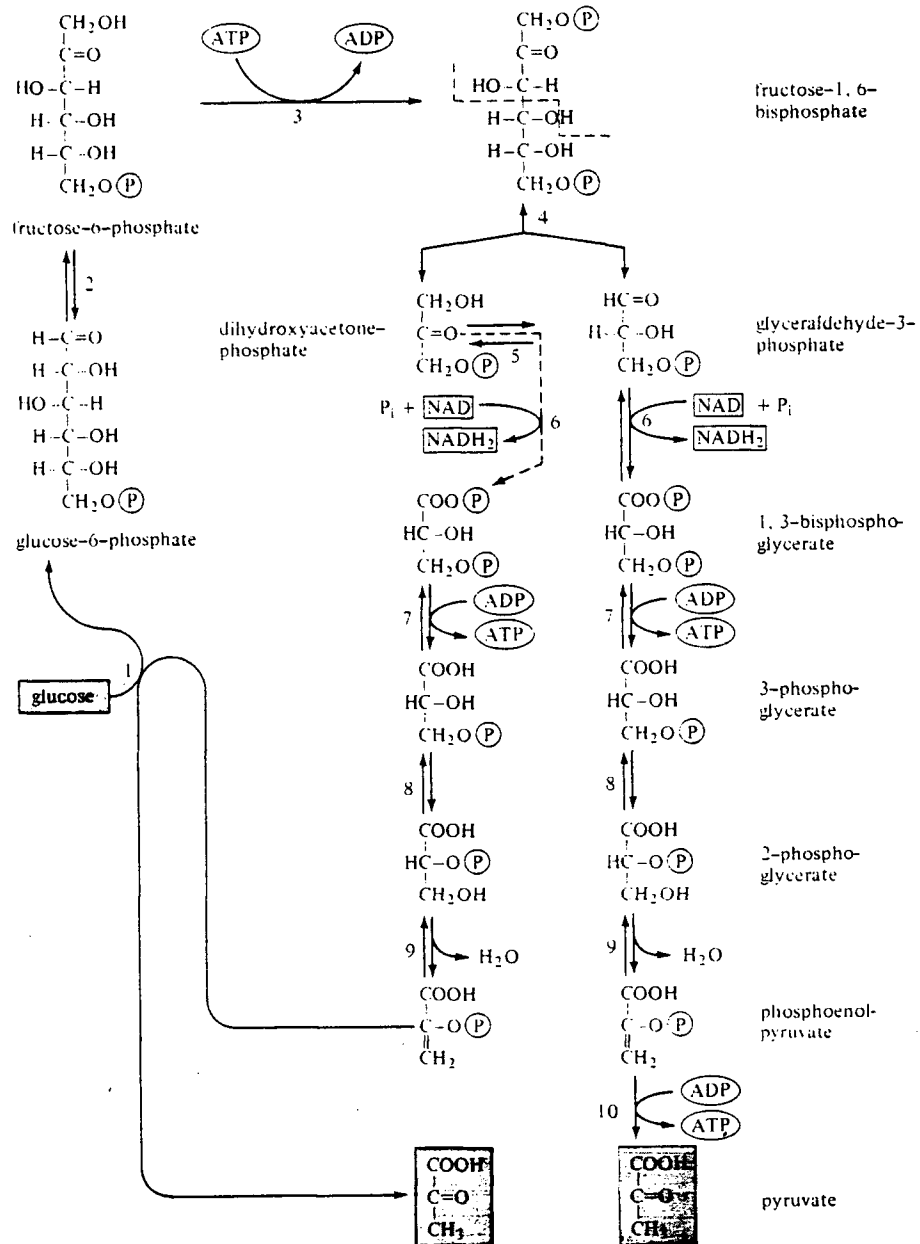 CH₂OH
C=O
HO-C-H
H-C-OH
H-C-OH
CH₂O(P)
fructose-6-phosphate
ATP
ADP
3
CH₂O(P)
C=O
HO-C-H
H-C-OH
H-C-OH
CH₂O(P)
fructose-1, 6-
bisphosphate
2
4
H-C=O
H-C-OH
HO-C-H
H-C-OH
H-C-OH
CH₂O(P)
glucose-6-phosphate
dihydroxyacetone-
phosphate
CH₂OH
C=O
CH₂O(P)
5
HC=O
H-C-OH
CH₂O(P)
glyceraldehyde-3-
phosphate
Pᵢ + NAD
NADH₂
6
6
NAD + Pᵢ
NADH₂
COO(P)
HC-OH
CH₂O(P)
COO(P)
HC-OH
CH₂O(P)
1, 3-bisphospho-
glycerate
7
ADP
ATP
7
ADP
ATP
1
glucose
COOH
HC-OH
CH₂O(P)
COOH
HC-OH
CH₂O(P)
3-phospho-
glycerate
8
8
COOH
HC-O(P)
CH₂OH
COOH
HC-O(P)
CH₂OH
2-phospho-
glycerate
9
H₂O
9
H₂O
COOH
C-O(P)
CH₂
COOH
C-O(P)
CH₂
phosphoenol-
pyruvate
10
ADP
ATP
COOH
C=O
CH₃
COOH
C=O
CH₃
pyruvate